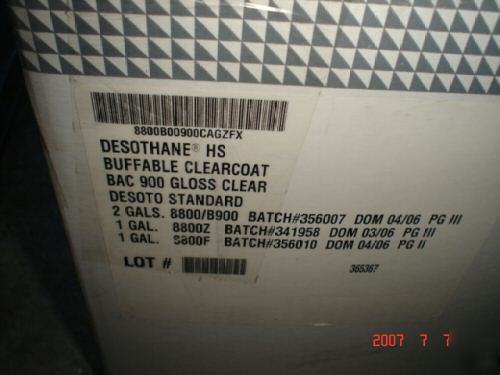 8800B00900CAGZFX
DESOTHANE® HS
BUFFABLE CLEARCOAT
BAC 900 GLOSS CLEAR
DESOTO STANDARD
2 GALS. 8800/B900 BATCH#356007 DOM 04/06 PG III
1 GAL. 8800Z BATCH#341958 DOM 03/06 PG III
1 GAL. 8800F BATCH#356010 DOM 04/06 PG II
LOT # 365367
2007 7 7